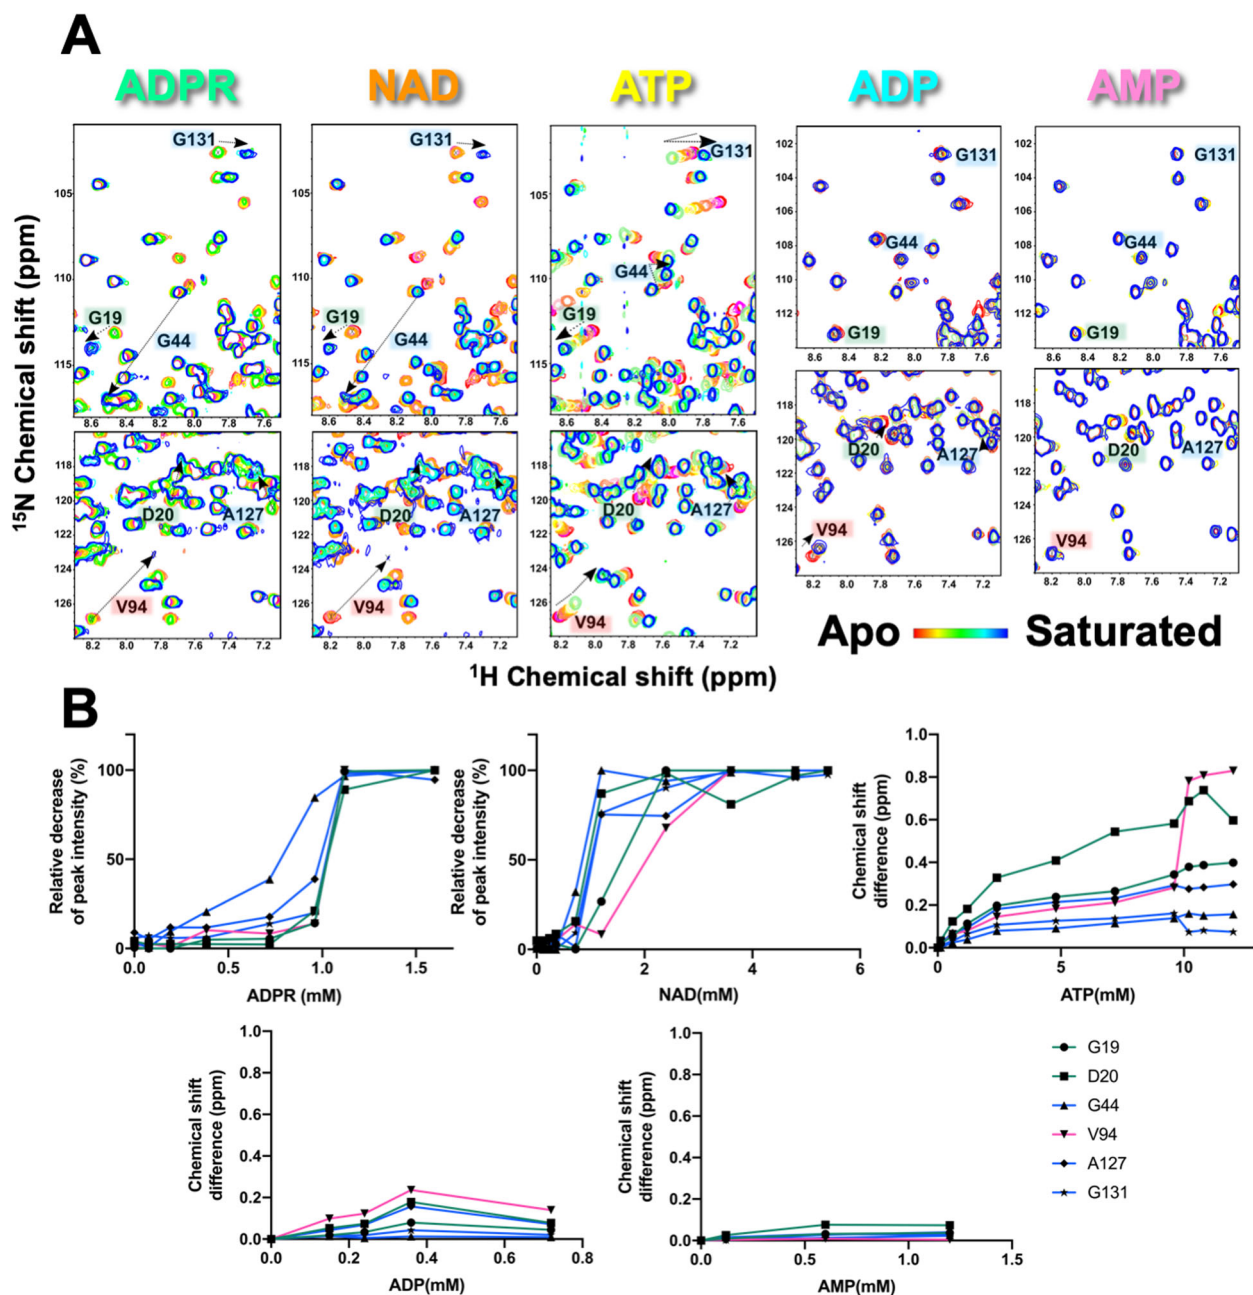 A
ADPR NAD ATP ADP AMP
G131 G131 G131 G131 G131
105 105 105 102 102
104 104
106 106
G44 G44 G44
108 108
110 110 110 110 110
G19 G19 G19
112 112
G44 G44 G19 G19
115 115 115 114 114
8.6 8.4 8.2 8.0 7.8 7.6 8.6 8.4 8.2 8.0 7.8 7.6 8.6 8.4 8.2 8.0 7.8 7.6 8.6 8.4 8.2 8.0 7.8 7.6 8.6 8.4 8.2 8.0 7.8 7.6
15N Chemical shift (ppm)
118 118 118 118 118
120 120 120 120 120
D20 A127 D20 A127 D20 A127 D20 A127 D20 A127
122 122 122 122 122
124 124 124 124 124
V94 V94 V94 V94 V94
126 126 126 126 126
8.2 8.0 7.8 7.6 7.4 7.2 8.2 8.0 7.8 7.6 7.4 7.2 8.2 8.0 7.8 7.6 7.4 7.2 8.2 8.0 7.8 7.6 7.4 7.2 8.2 8.0 7.8 7.6 7.4 7.2
Apo Saturated
1H Chemical shift (ppm)
B
Relative decrease
of peak intensity (%)
100
50
0
0.0 0.5 1.0 1.5
ADPR (mM)
Relative decrease
of peak intensity (%)
100
50
0
0 2 4 6
NAD(mM)
Chemical shift
difference (ppm)
1.0
0.8
0.6
0.4
0.2
0.0
0 5 10
ATP(mM)
Chemical shift
difference (ppm)
1.0
0.8
0.6
0.4
0.2
0.0
0.0 0.2 0.4 0.6 0.8
ADP(mM)
Chemical shift
difference (ppm)
1.0
0.8
0.6
0.4
0.2
0.0
0.0 0.5 1.0 1.5
AMP(mM)
G19
D20
G44
V94
A127
G131